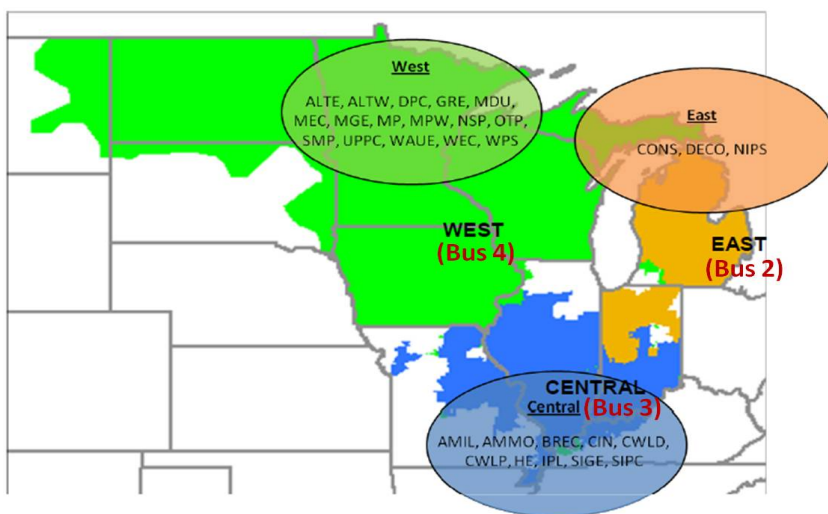 West
ALTE, ALTW, DPC, GRE, MDU,
MEC, MGE, MP, MPW, NSP, OTP,
SMP, UPPC, WAUE, WEC, WPS
East
CONS, DECO, NIPS
WEST
(Bus 4)
EAST
(Bus 2)
CENTRAL
Central (Bus 3)
AMIL, AMMO, BREC, CIN, CWLD,
CWLP, HE, IPL, SIGE, SIPC